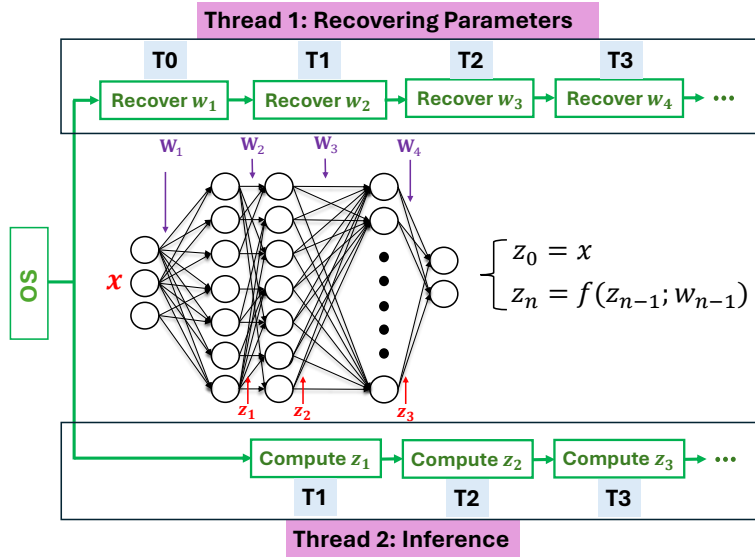 Thread 1: Recovering Parameters
T0 T1 T2 T3
Recover w₁ Recover w₂ Recover w₃ Recover w₄ ...
W₁ W₂ W₃ W₄
OS
x
z₀ = x
zₙ = f(zₙ₋₁; wₙ₋₁)
z₁ z₂ z₃
Compute z₁ Compute z₂ Compute z₃ ...
T1 T2 T3
Thread 2: Inference